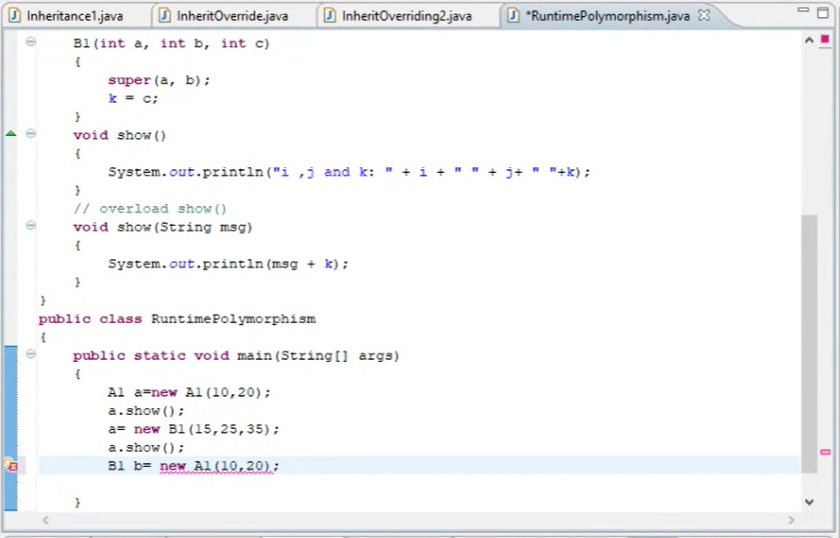 Inheritance1.java InheritOverride.java InheritOverriding2.java *RuntimePolymorphism.java
B1(int a, int b, int c)
{
super(a, b);
k = c;
}
void show()
{
System.out.println("i ,j and k: " + i + " " + j+ " "+k);
}
// overload show()
void show(String msg)
{
System.out.println(msg + k);
}
}
public class RuntimePolymorphism
{
public static void main(String[] args)
{
A1 a=new A1(10,20);
a.show();
a= new B1(15,25,35);
a.show();
B1 b= new A1(10,20);
}